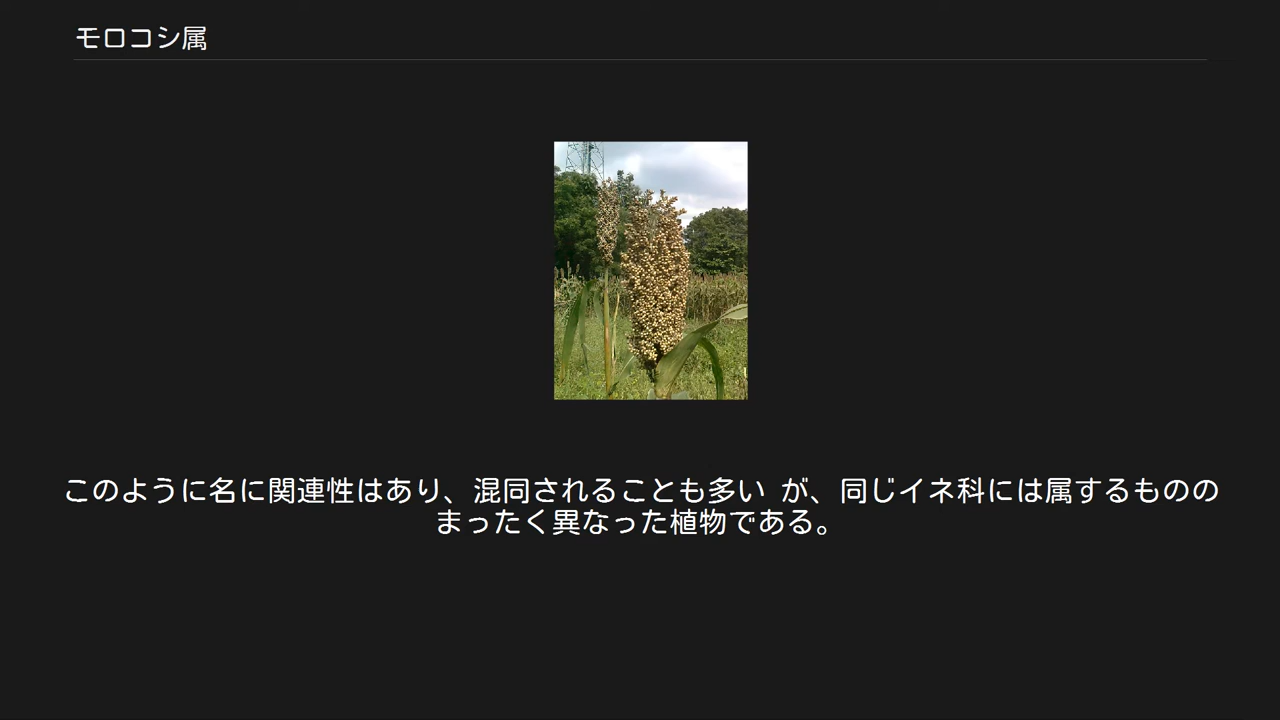 モロコシ属
このように名に関連性はあり、混同されることも多い が、同じイネ科には属するものの
まったく異なった植物である。